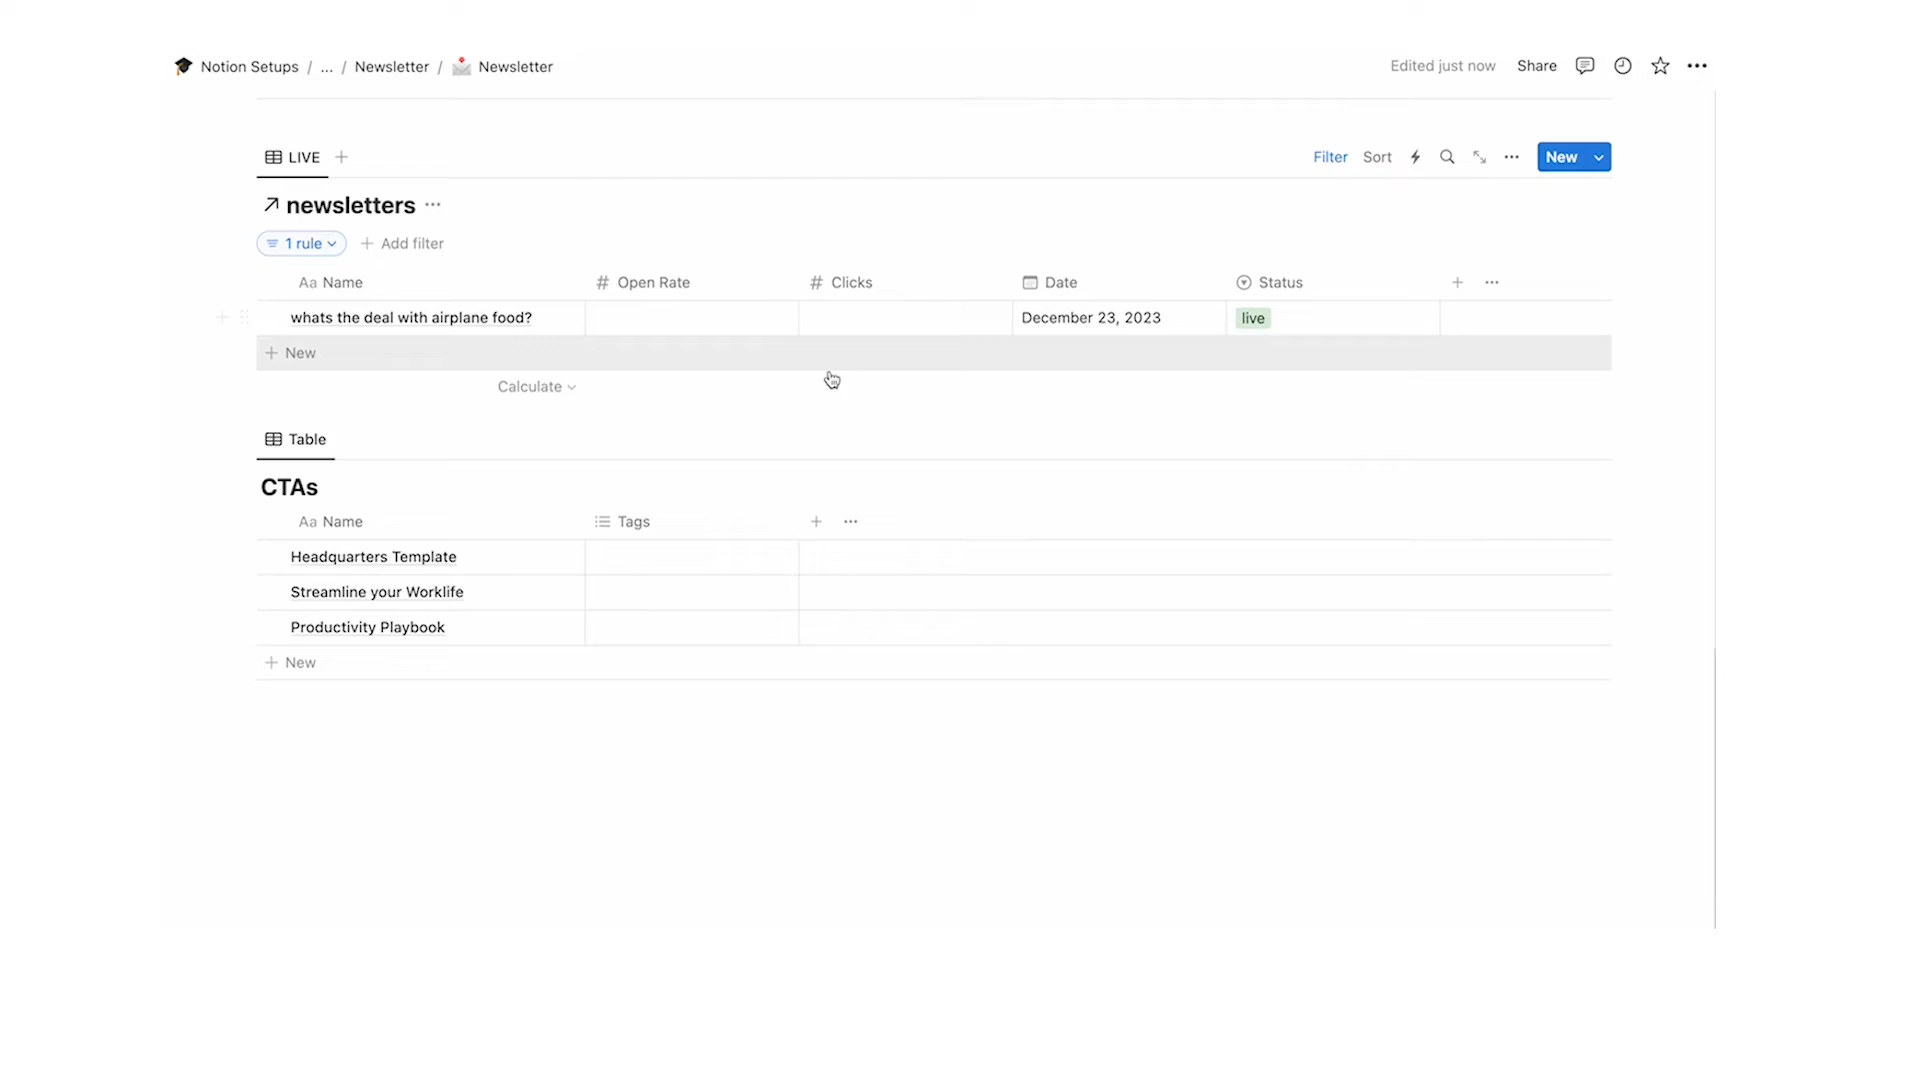 Notion Setups / ... / Newsletter / Newsletter
Edited just now Share
LIVE
Filter Sort New
newsletters
1 rule Add filter
Aa Name # Open Rate # Clicks Date Status
whats the deal with airplane food? December 23, 2023 live
+ New
Calculate
Table
CTAs
Aa Name Tags
Headquarters Template
Streamline your Worklife
Productivity Playbook
+ New